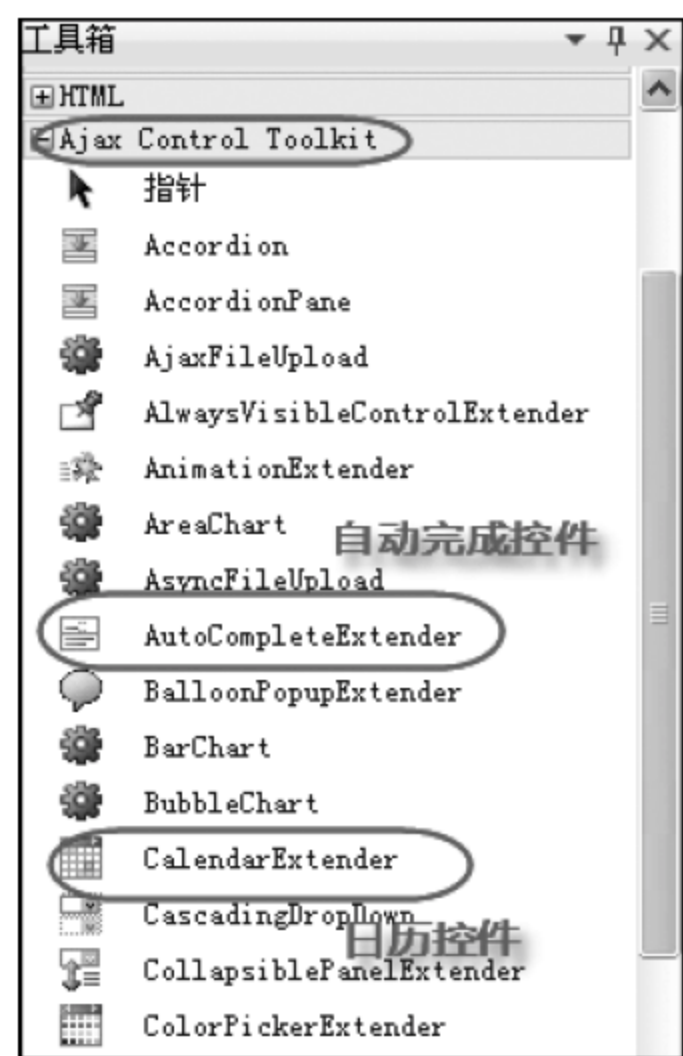 工具箱
HTML
Ajax Control Toolkit
指针
Accordion
AccordionPane
AjaxFileUpload
AlwaysVisibleControlExtender
AnimationExtender
AreaChart
自动完成控件
AsyncFileUpload
AutoCompleteExtender
BalloonPopupExtender
BarChart
BubbleChart
CalendarExtender
CascadingDropDown
日历控件
CollapsiblePanelExtender
ColorPickerExtender